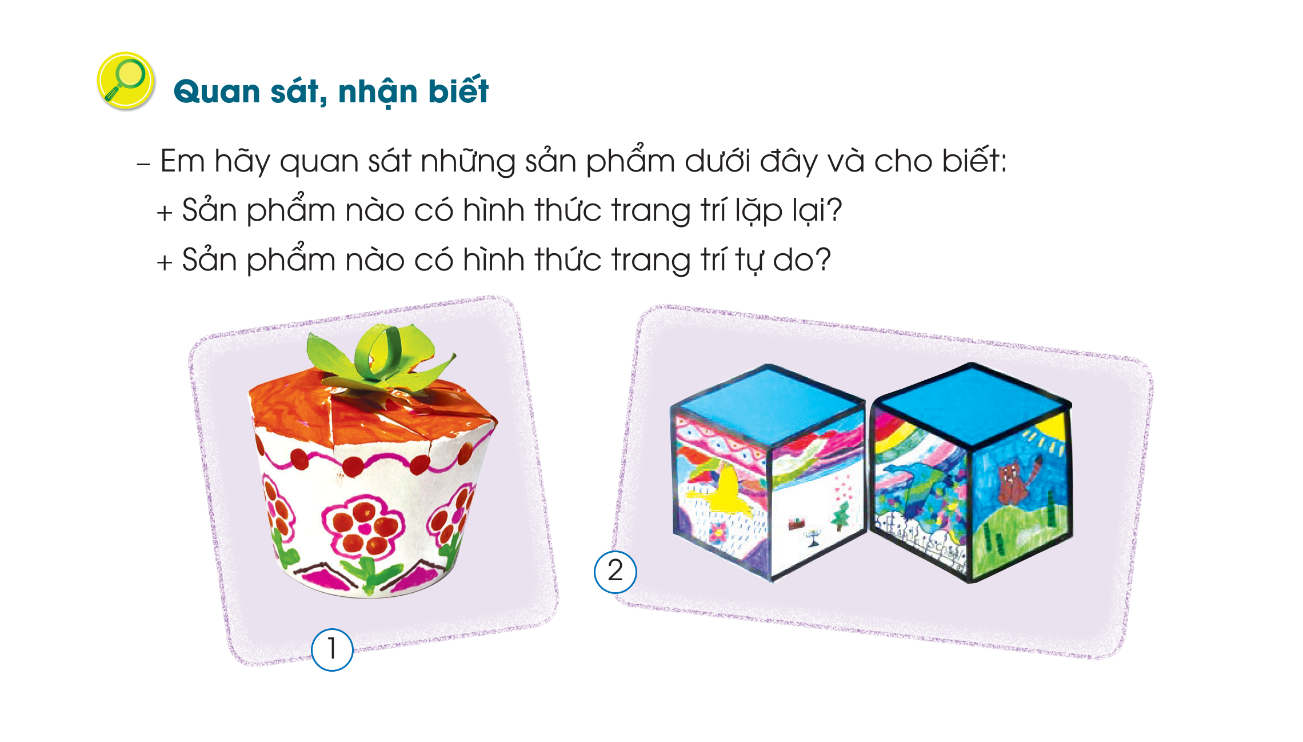 Quan sát, nhận biết
– Em hãy quan sát những sản phẩm dưới đây và cho biết:
+ Sản phẩm nào có hình thức trang trí lặp lại?
+ Sản phẩm nào có hình thức trang trí tự do?
1
2